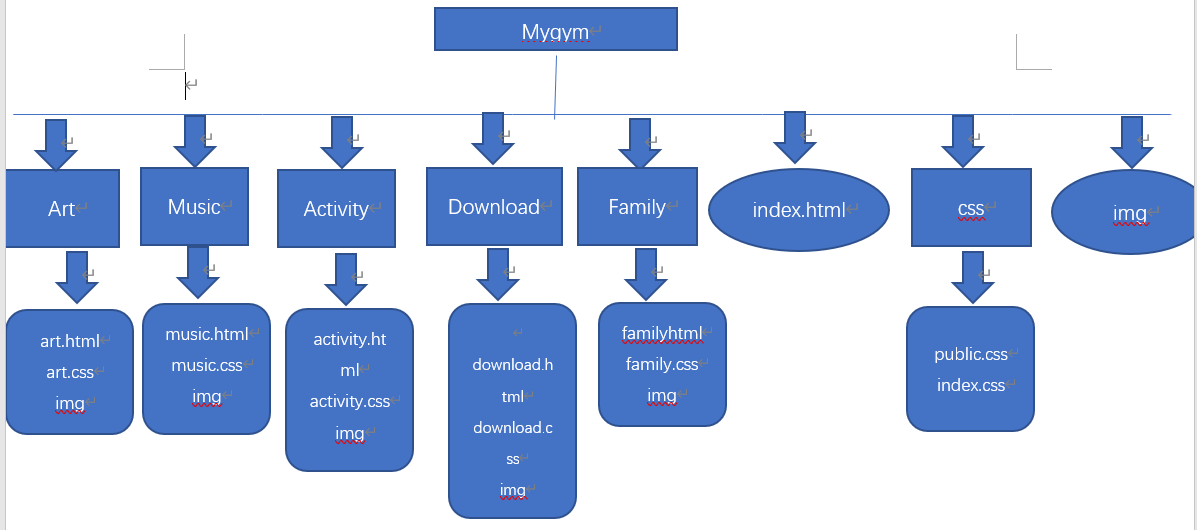 Mygym
Art
Music
Activity
Download
Family
index.html
css
img
art.html
art.css
img
music.html
music.css
img
activity.ht
ml
activity.css
img
download.h
tml
download.c
ss
img
familyhtml
family.css
img
public.css
index.css